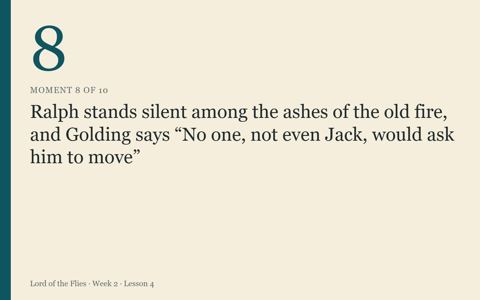 8
MOMENT 8 OF 10
Ralph stands silent among the ashes of the old fire,
and Golding says “No one, not even Jack, would ask
him to move”
Lord of the Flies · Week 2 · Lesson 4